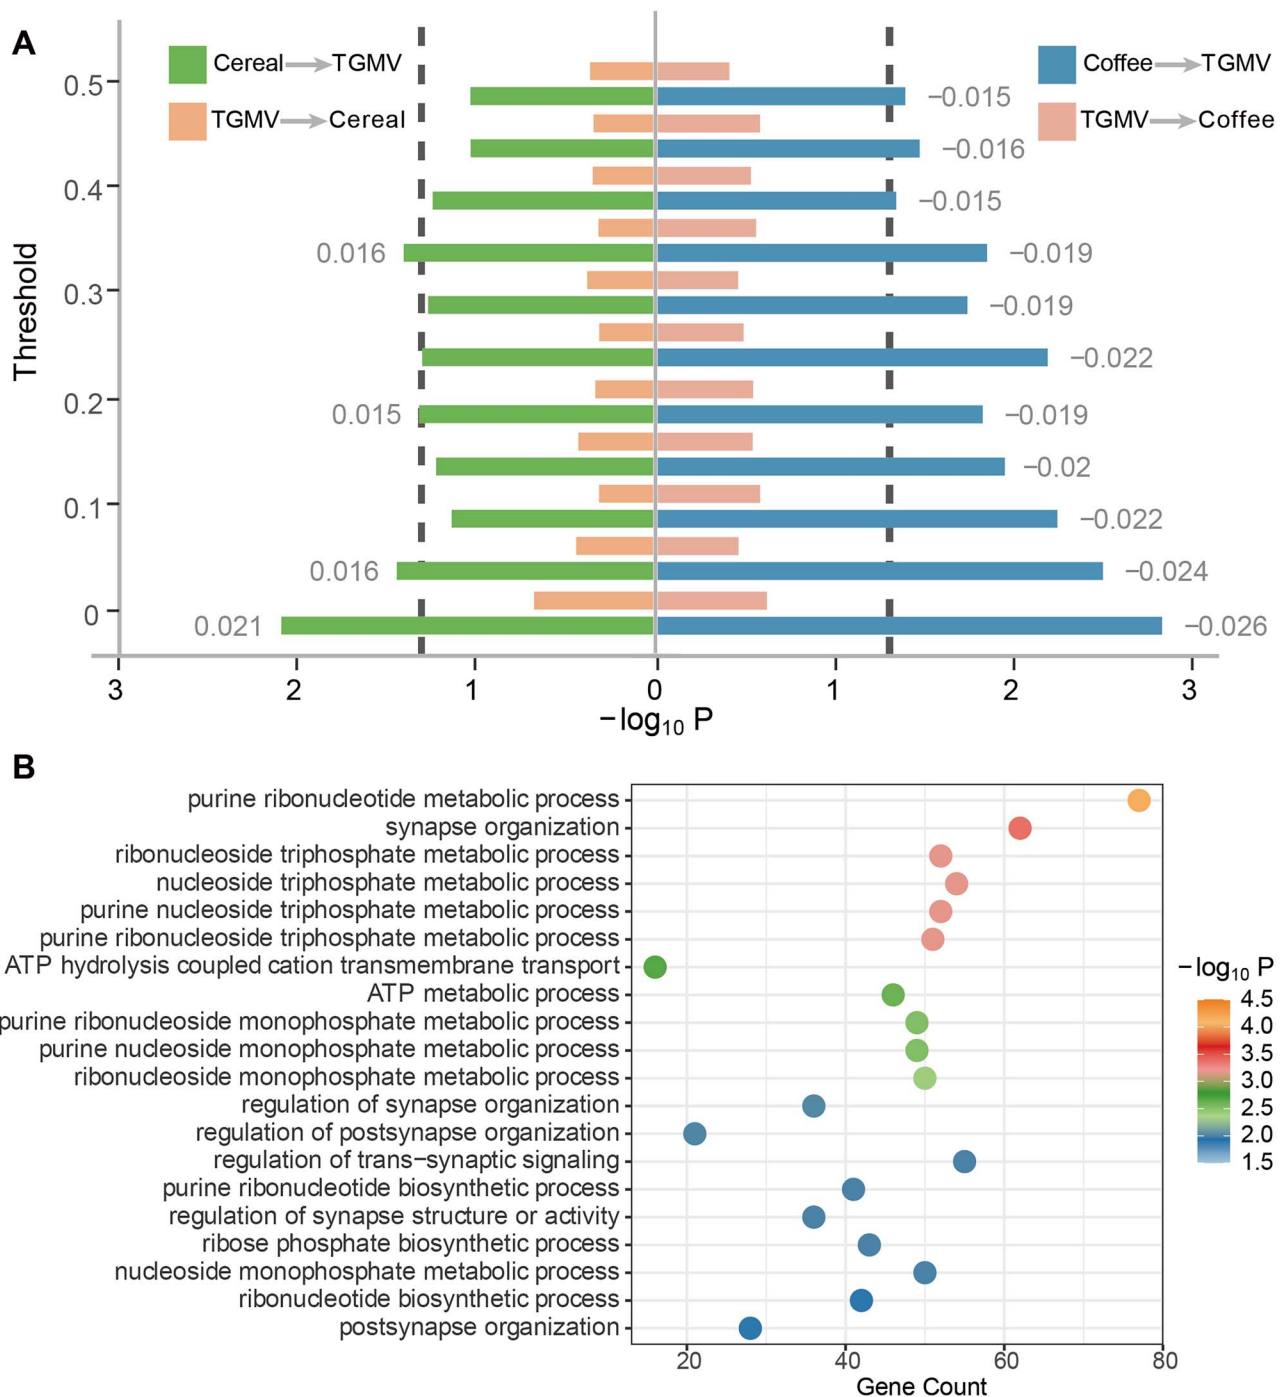 A
Cereal TGMV
TGMV Cereal
Coffee TGMV
TGMV Coffee
Threshold
0.5
0.4
0.3
0.2
0.1
0
−0.015
−0.016
−0.015
0.016 −0.019
−0.019
−0.022
0.015 −0.019
−0.02
−0.022
0.016 −0.024
0.021 −0.026
3 2 1 0 1 2 3
−log10 P
B
purine ribonucleotide metabolic process
synapse organization
ribonucleoside triphosphate metabolic process
nucleoside triphosphate metabolic process
purine nucleoside triphosphate metabolic process
purine ribonucleoside triphosphate metabolic process
ATP hydrolysis coupled cation transmembrane transport
ATP metabolic process
purine ribonucleoside monophosphate metabolic process
purine nucleoside monophosphate metabolic process
ribonucleoside monophosphate metabolic process
regulation of synapse organization
regulation of postsynapse organization
regulation of trans−synaptic signaling
purine ribonucleotide biosynthetic process
regulation of synapse structure or activity
ribose phosphate biosynthetic process
nucleoside monophosphate metabolic process
ribonucleotide biosynthetic process
postsynapse organization
20 40 60 80
Gene Count
−log10 P
4.5
4.0
3.5
3.0
2.5
2.0
1.5